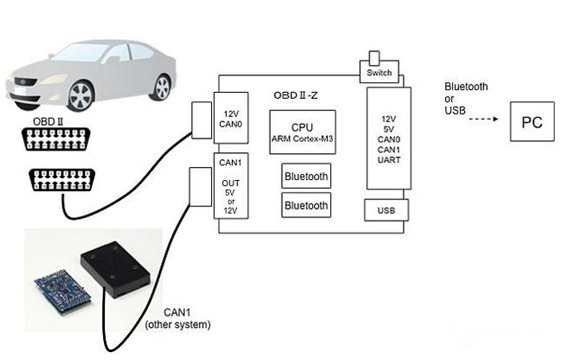 OBD Ⅱ
Switch
OBD Ⅱ-Z
12V
CAN0
CPU
ARM Cortex-M3
CAN1
OUT
5V
or
12V
Bluetooth
Bluetooth
12V
5V
CAN0
CAN1
UART
USB
Bluetooth
or
USB
PC
CAN1
(other system)